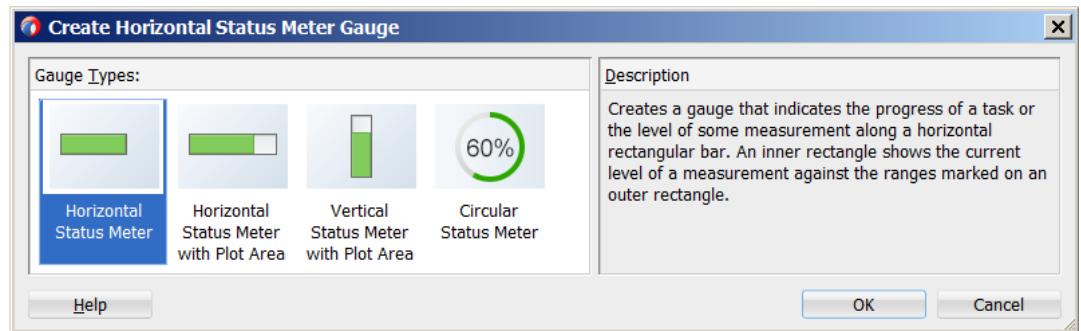 Create Horizontal Status Meter Gauge
Gauge Types:
60%
Horizontal
Status Meter
Horizontal
Status Meter
with Plot Area
Vertical
Status Meter
with Plot Area
Circular
Status Meter
Description
Creates a gauge that indicates the progress of a task or
the level of some measurement along a horizontal
rectangular bar. An inner rectangle shows the current
level of a measurement against the ranges marked on an
outer rectangle.
Help
OK
Cancel